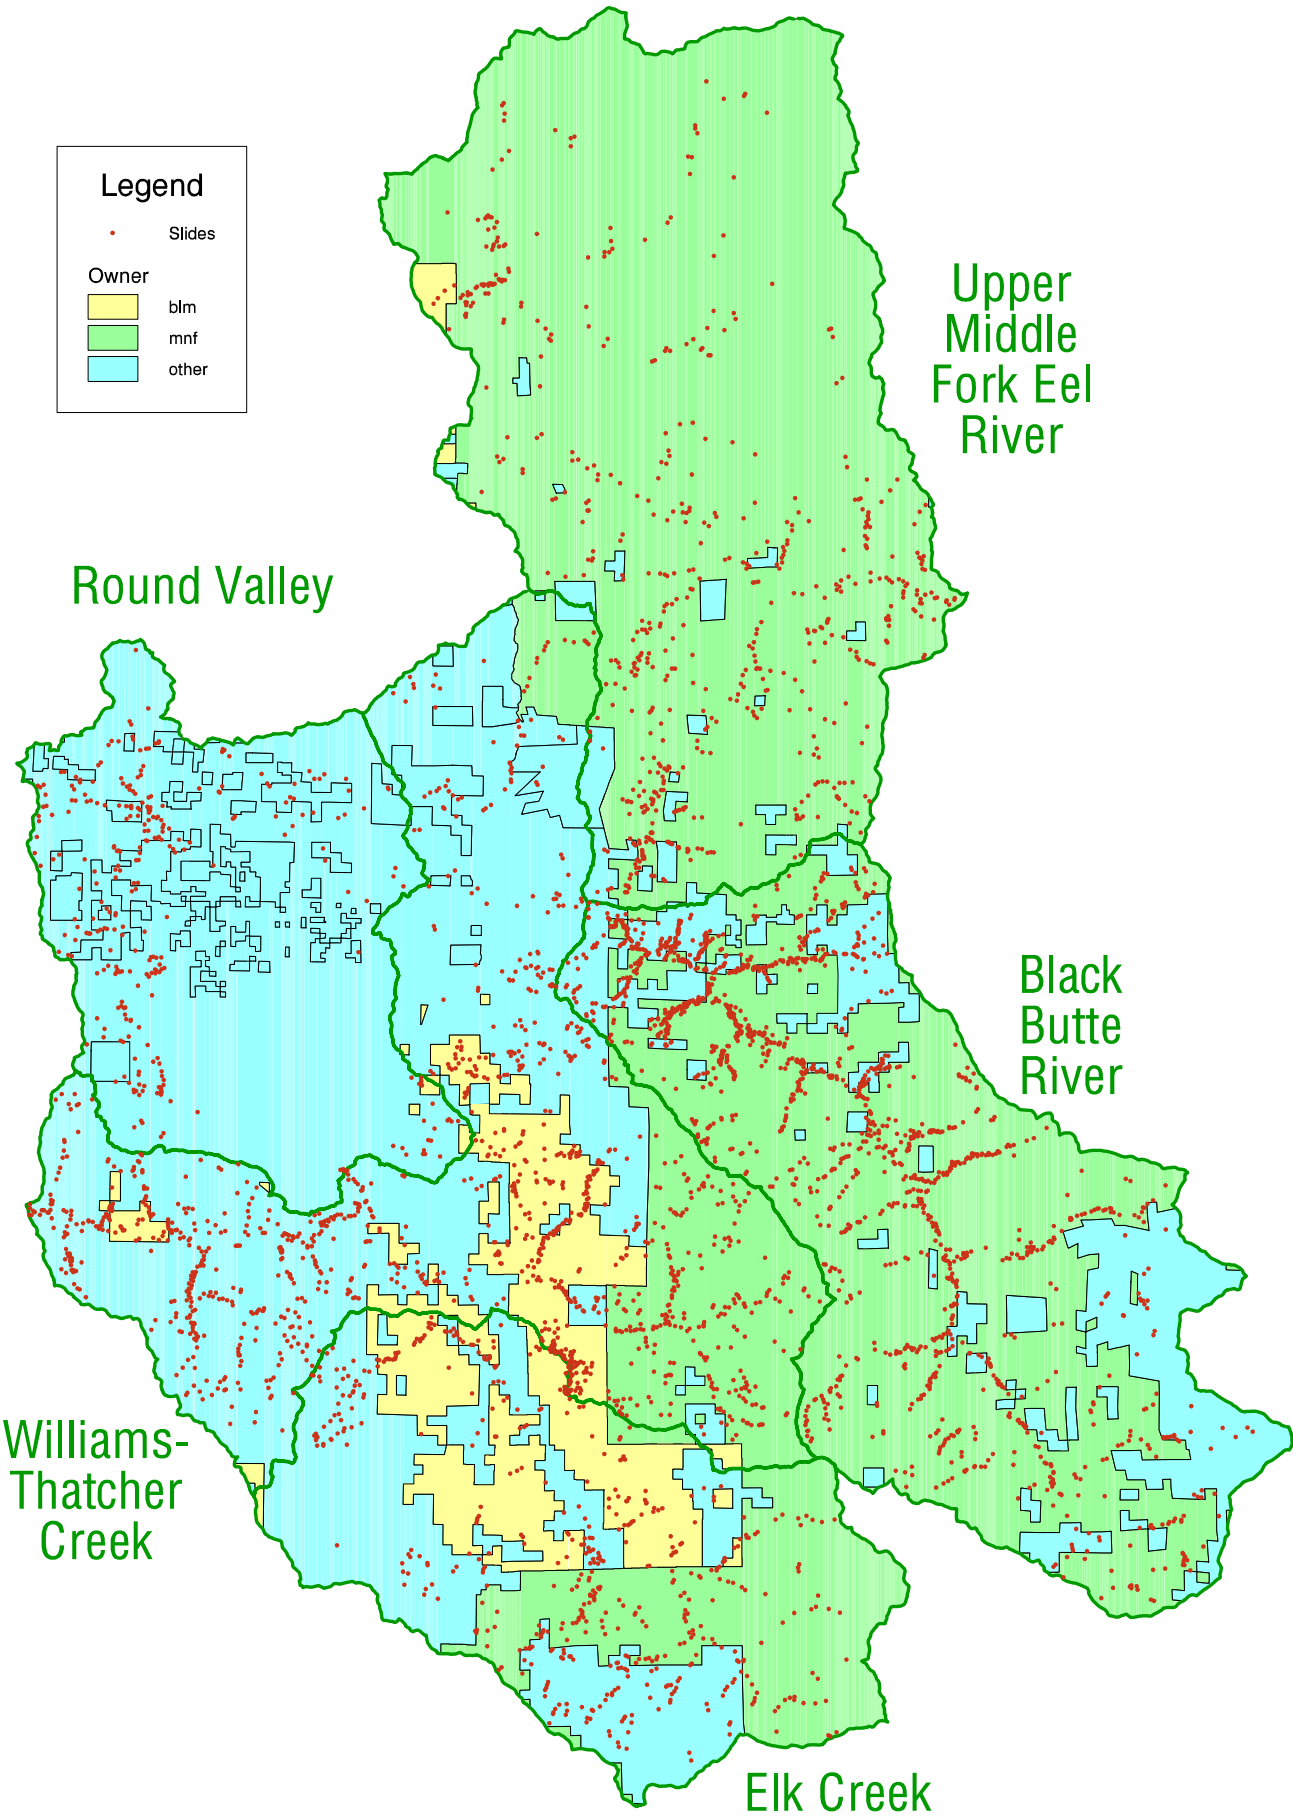 Legend
Slides
Owner
blm
mnf
other
Upper
Middle
Fork Eel
River
Round Valley
Black
Butte
River
Williams-
Thatcher
Creek
Elk Creek